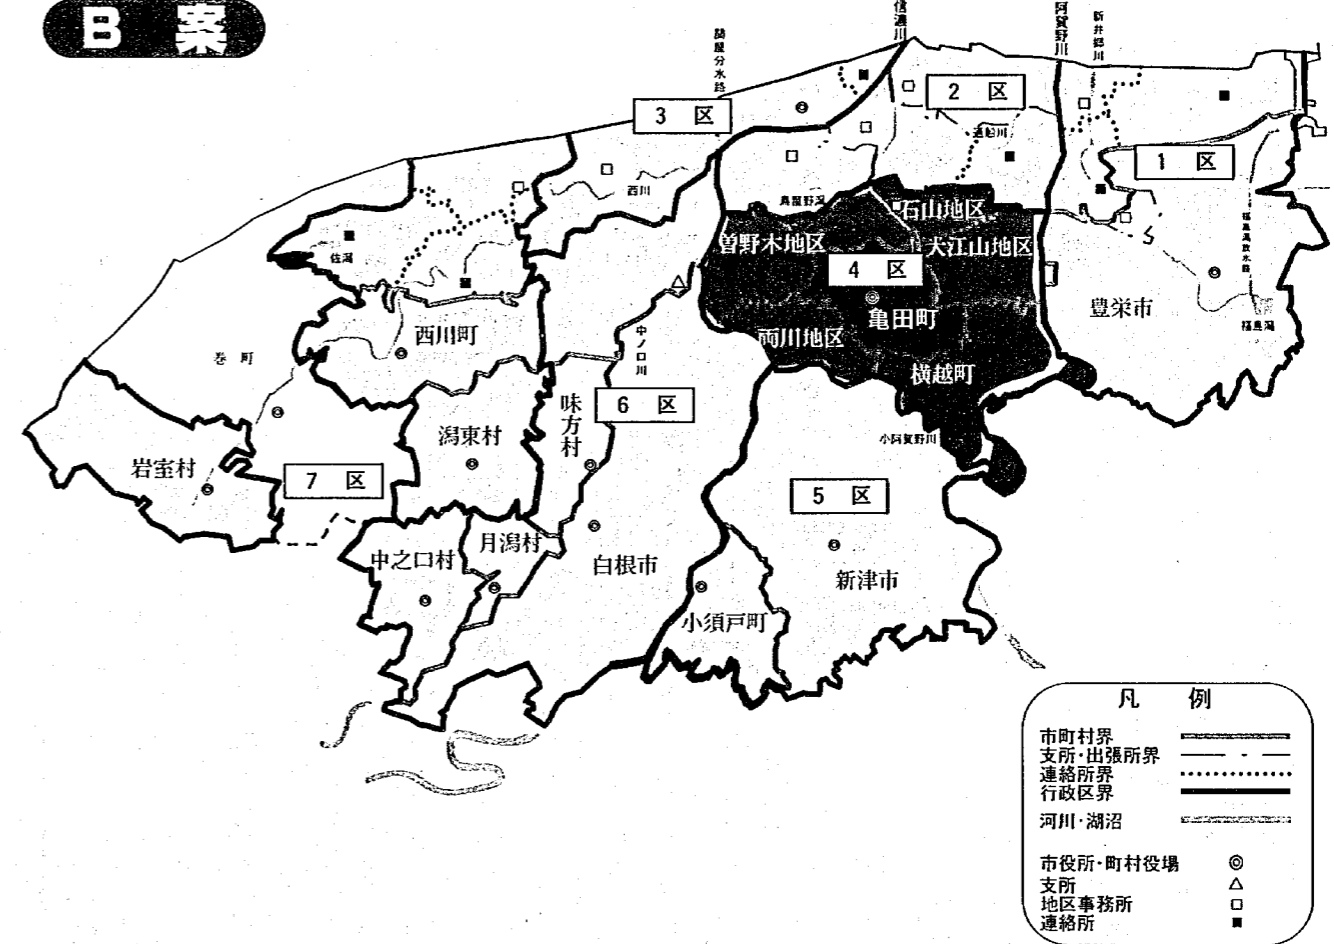 B 案
関屋分水路
信濃川
阿賀野川
新井郷川
3 区
2 区
1 区
通船川
西川
鳥屋野潟
石山地区
曽野木地区
大江山地区
4 区
亀田町
両川地区
横越町
佐潟
西川町
巻 町
中ノ口川
豊栄市
福島潟放水路
福島潟
味方村
6 区
潟東村
小阿賀野川
岩室村
7 区
5 区
中之口村
月潟村
白根市
新津市
小須戸町
凡 例
市町村界
支所・出張所界
連絡所界
行政区界
河川・湖沼
市役所・町村役場
支所
地区事務所
連絡所